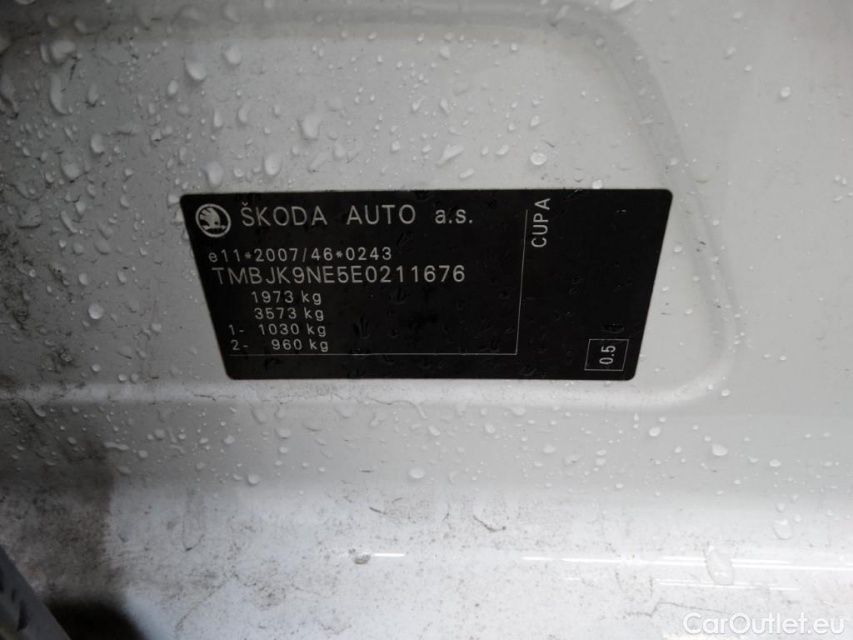 ŠKODA AUTO a.s.
e11*2007/46*0243
TMBJK9NE5E0211676
1973 kg
3573 kg
1- 1030 kg
2- 960 kg
CUPA
0.5
CarOutlet.eu